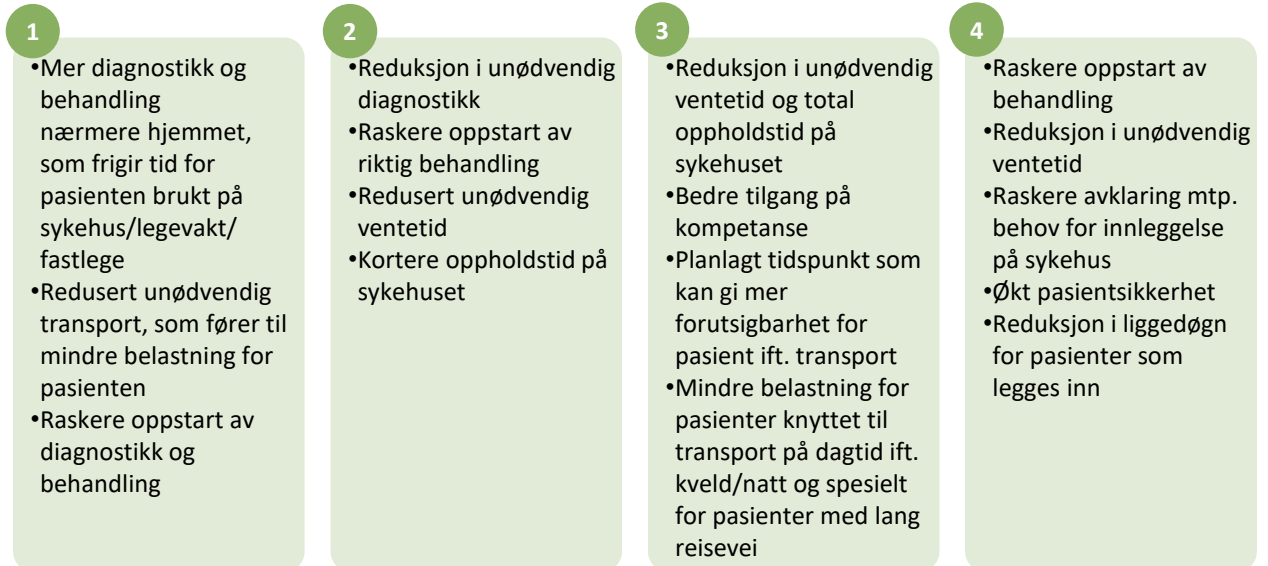 1
•Mer diagnostikk og
behandling
nærmere hjemmet,
som frigir tid for
pasienten brukt på
sykehus/legevakt/
fastlege
•Redusert unødvendig
transport, som fører til
mindre belastning for
pasienten
•Raskere oppstart av
diagnostikk og
behandling
2
•Reduksjon i unødvendig
diagnostikk
•Raskere oppstart av
riktig behandling
•Redusert unødvendig
ventetid
•Kortere oppholdstid på
sykehuset
3
•Reduksjon i unødvendig
ventetid og total
oppholdstid på
sykehuset
•Bedre tilgang på
kompetanse
•Planlagt tidspunkt som
kan gi mer
forutsigbarhet for
pasient ift. transport
•Mindre belastning for
pasienter knyttet til
transport på dagtid ift.
kveld/natt og spesielt
for pasienter med lang
reisevei
4
•Raskere oppstart av
behandling
•Reduksjon i unødvendig
ventetid
•Raskere avklaring mtp.
behov for innleggelse
på sykehus
•Økt pasientsikkerhet
•Reduksjon i liggedøgn
for pasienter som
legges inn